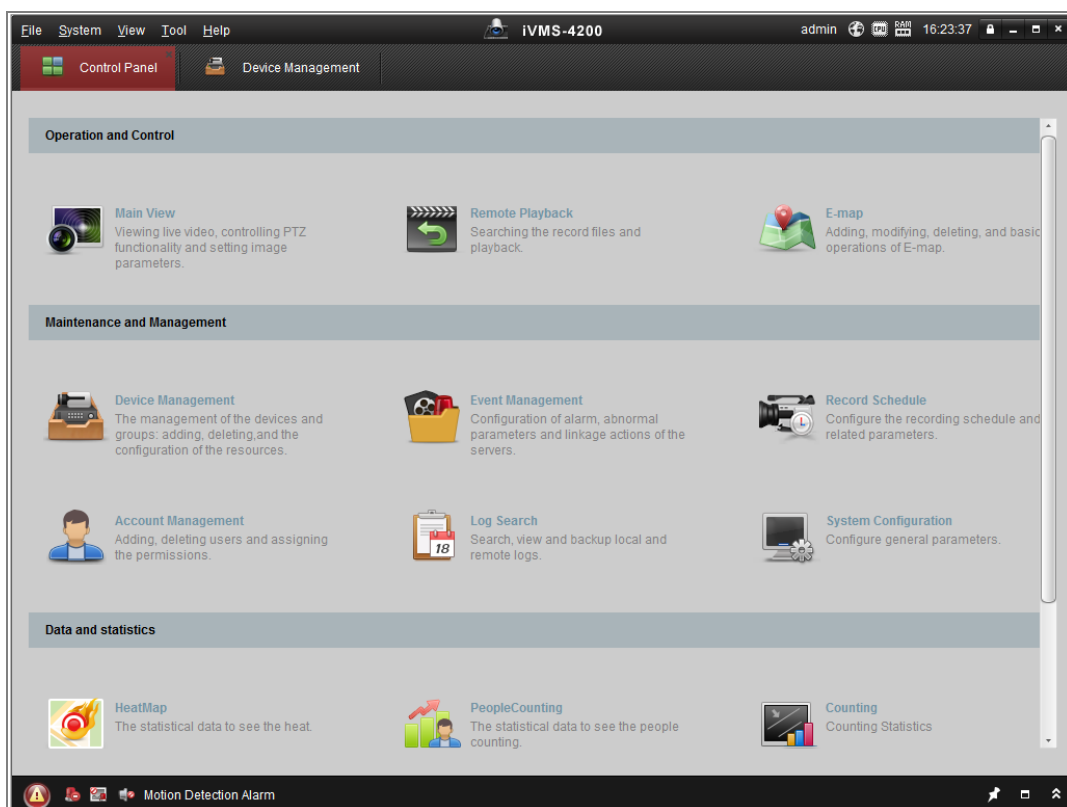 File System View Tool Help
iVMS-4200
admin CPU RAM 16:23:37
Control Panel
Device Management
Operation and Control
Main View
Viewing live video, controlling PTZ
functionality and setting image
parameters.
Remote Playback
Searching the record files and
playback.
E-map
Adding, modifying, deleting, and basic
operations of E-map.
Maintenance and Management
Device Management
The management of the devices and
groups: adding, deleting,and the
configuration of the resources.
Event Management
Configuration of alarm, abnormal
parameters and linkage actions of the
servers.
Record Schedule
Configure the recording schedule and
related parameters.
Account Management
Adding, deleting users and assigning
the permissions.
18
Log Search
Search, view and backup local and
remote logs.
System Configuration
Configure general parameters.
Data and statistics
HeatMap
The statistical data to see the heat.
PeopleCounting
The statistical data to see the people
counting.
Counting
Counting Statistics
Motion Detection Alarm